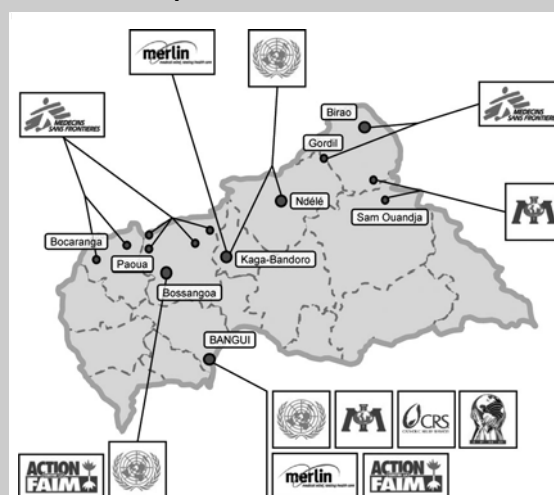 merlin
MEDECINS
SANS FRONTIERES
MEDECINS
SANS FRONTIERES
Birao
Gordil
Ndélé
Sam Ouandja
Bocaranga
Paoua
Kaga-Bandoro
Bossangoa
BANGUI
CRS
merlin
ACTION
FAIM
ACTION
FAIM